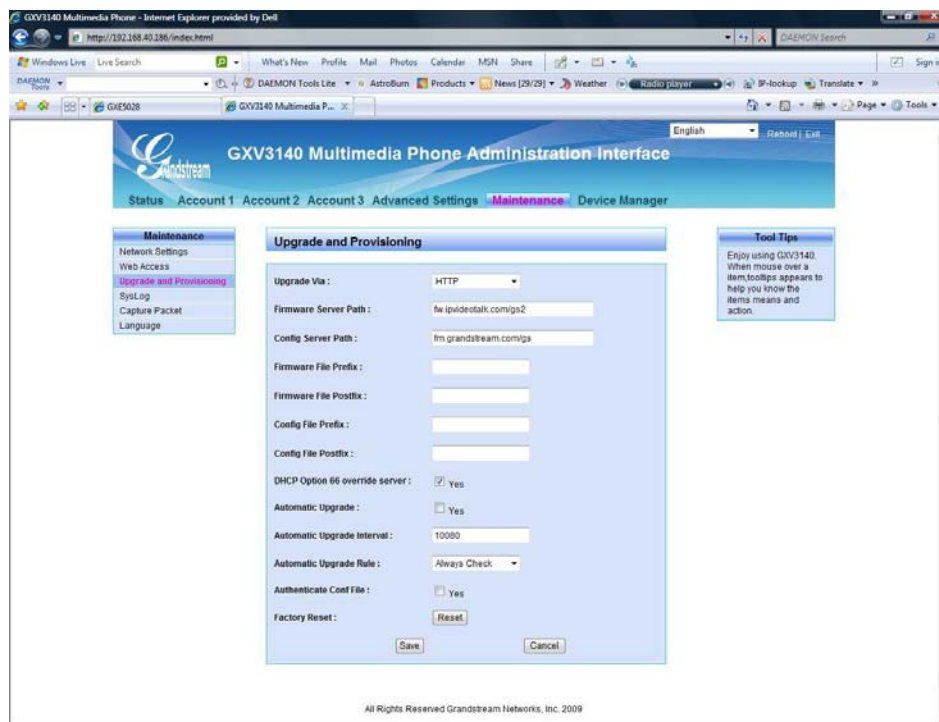 GXV3140 Multimedia Phone - Internet Explorer provided by Dell
http://192.168.40.186/index.html
DAEMON Search
Windows Live Live Search What's New Profile Mail Photos Calendar MSN Share Sign i
DAEMON Tools DAEMON Tools Lite AstroBurn Products News [29/29] Weather Radio player IP-lookup Translate »
GXE5028 GXV3140 Multimedia P... Page Tools
Grandstream
GXV3140 Multimedia Phone Administration Interface
English Reboot | Exit
Status Account 1 Account 2 Account 3 Advanced Settings Maintenance Device Manager
Maintenance
Network Settings
Web Access
Upgrade and Provisioning
SysLog
Capture Packet
Language
Upgrade and Provisioning
Upgrade Via : HTTP
Firmware Server Path : fw.ipvideotalk.com/gs2
Config Server Path : fm.grandstream.com/gs
Firmware File Prefix :
Firmware File Postfix :
Config File Prefix :
Config File Postfix :
DHCP Option 66 override server : Yes
Automatic Upgrade : Yes
Automatic Upgrade Interval : 10080
Automatic Upgrade Rule : Always Check
Authenticate Conf File : Yes
Factory Reset : Reset
Save Cancel
Tool Tips
Enjoy using GXV3140.
When mouse over a
item,tooltips appears to
help you know the
items means and
action.
All Rights Reserved Grandstream Networks, Inc. 2009